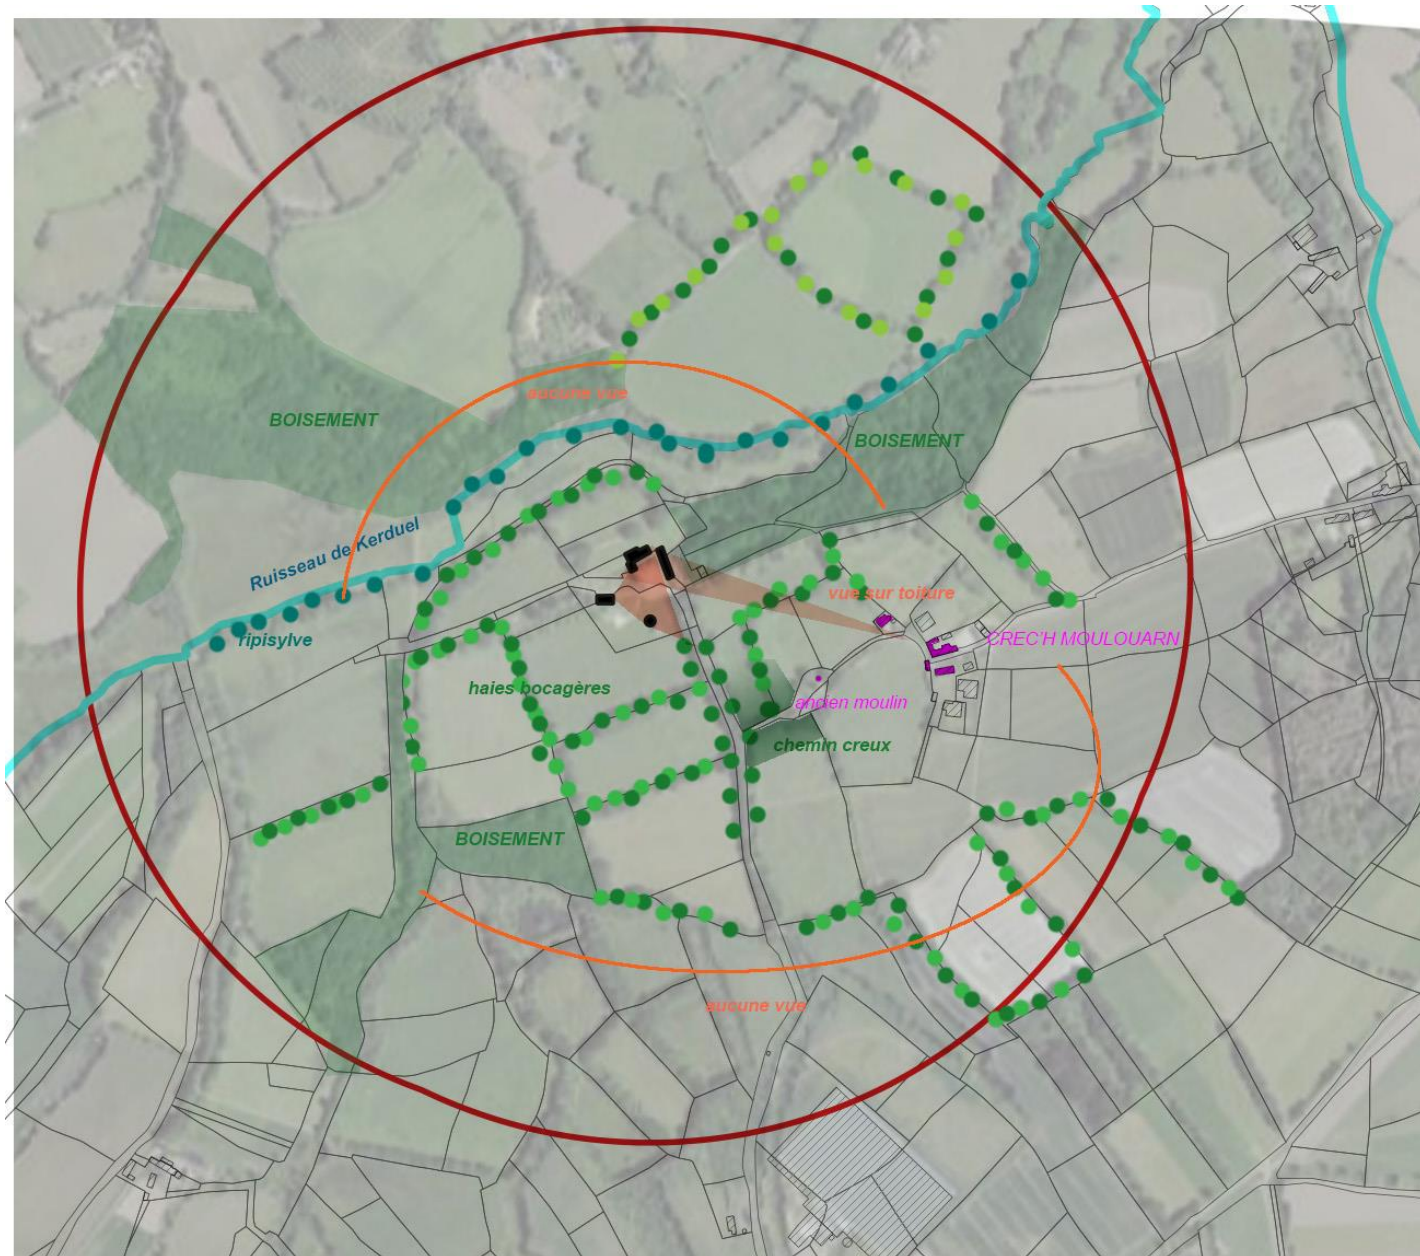 aucune vue
BOISEMENT
BOISEMENT
Ruisseau de Kerduel
vue sur toiture
ripisylve
CREC'H MOULOUARN
haies bocagères
ancien moulin
chemin creux
BOISEMENT
aucune vue